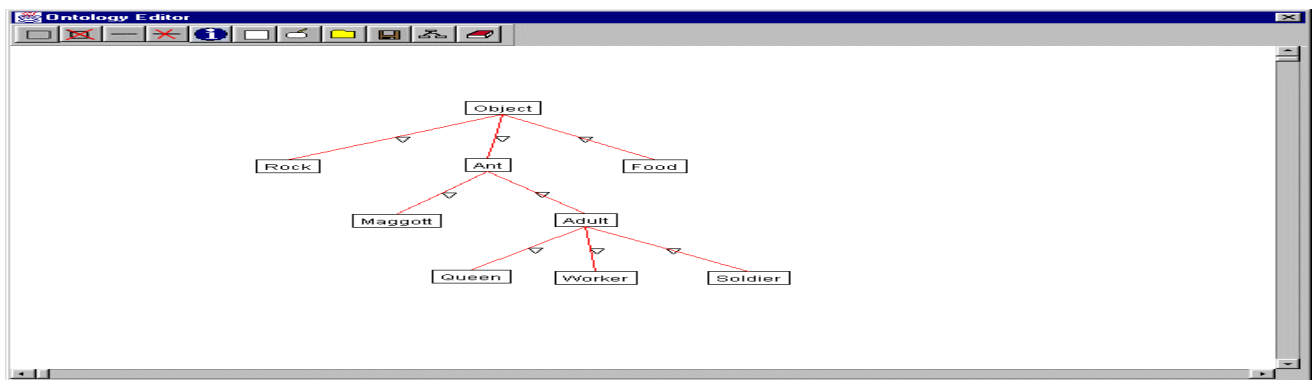 Ontology Editor
Object
Rock Ant Food
Maggott Adult
Queen Worker Soldier